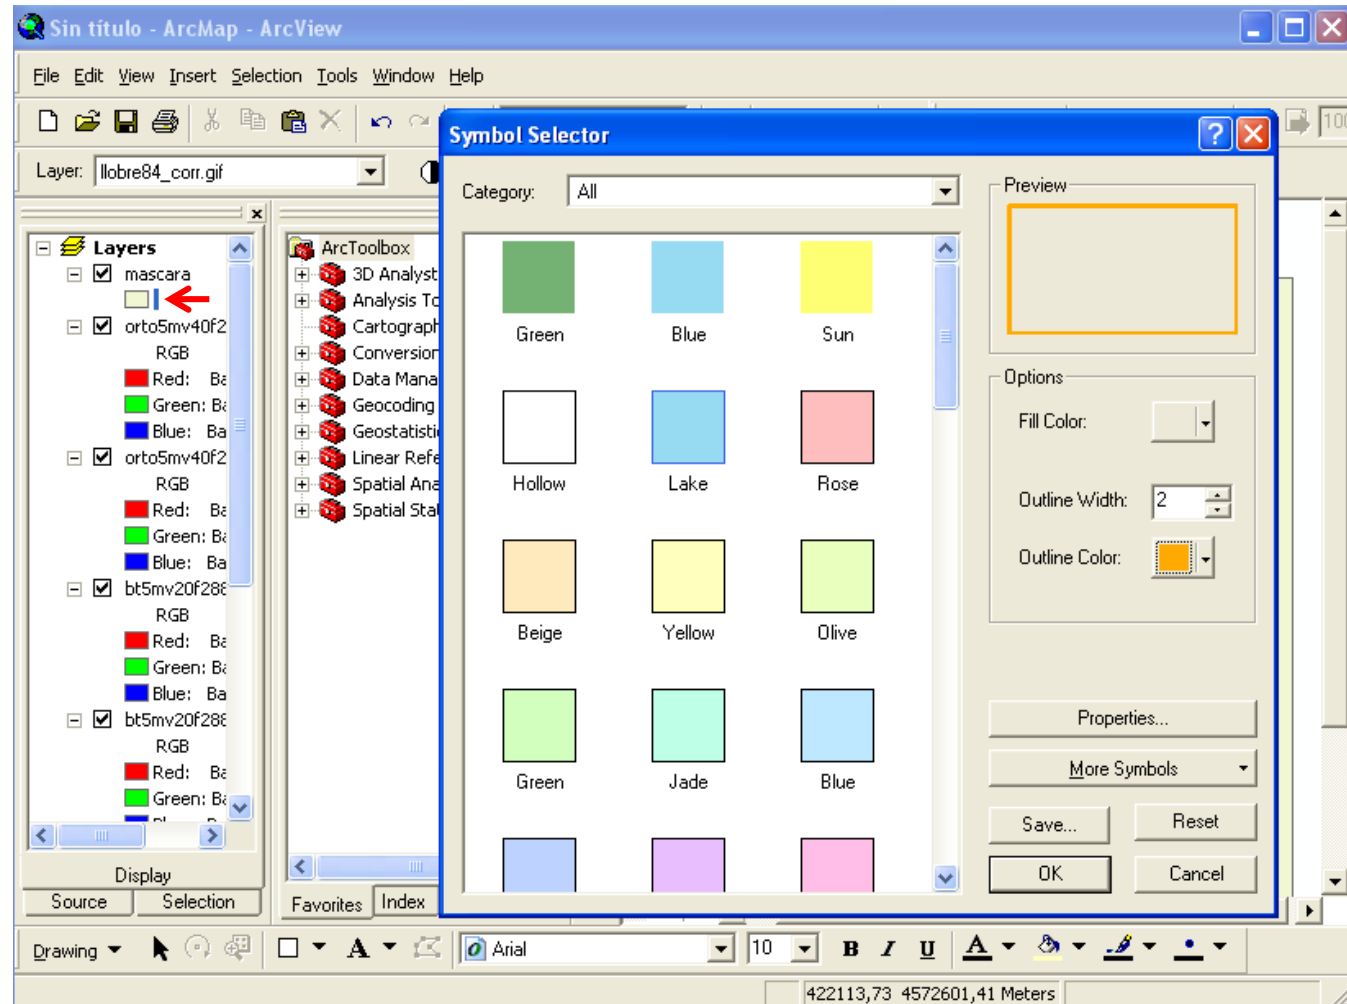 Sin título - ArcMap - ArcView
File Edit View Insert Selection Tools Window Help
Layer: llobre84_corr.gif
100
Layers
mascara
orto5mv40f2
RGB
Red: Ba
Green: Ba
Blue: Ba
orto5mv40f2
RGB
Red: Ba
Green: Ba
Blue: Ba
bt5mv20f288
RGB
Red: Ba
Green: Ba
Blue: Ba
bt5mv20f288
RGB
Red: Ba
Green: Ba
Display
Source Selection
ArcToolbox
3D Analyst
Analysis To
Cartograph
Conversion
Data Mana
Geocoding
Geostatisti
Linear Refe
Spatial Ana
Spatial Stat
Favorites Index
Symbol Selector
Category: All
Green Blue Sun
Hollow Lake Rose
Beige Yellow Olive
Green Jade Blue
Preview
Options
Fill Color:
Outline Width: 2
Outline Color:
Properties...
More Symbols
Save... Reset
OK Cancel
Drawing A Arial 10 B I U A
422113,73 4572601,41 Meters